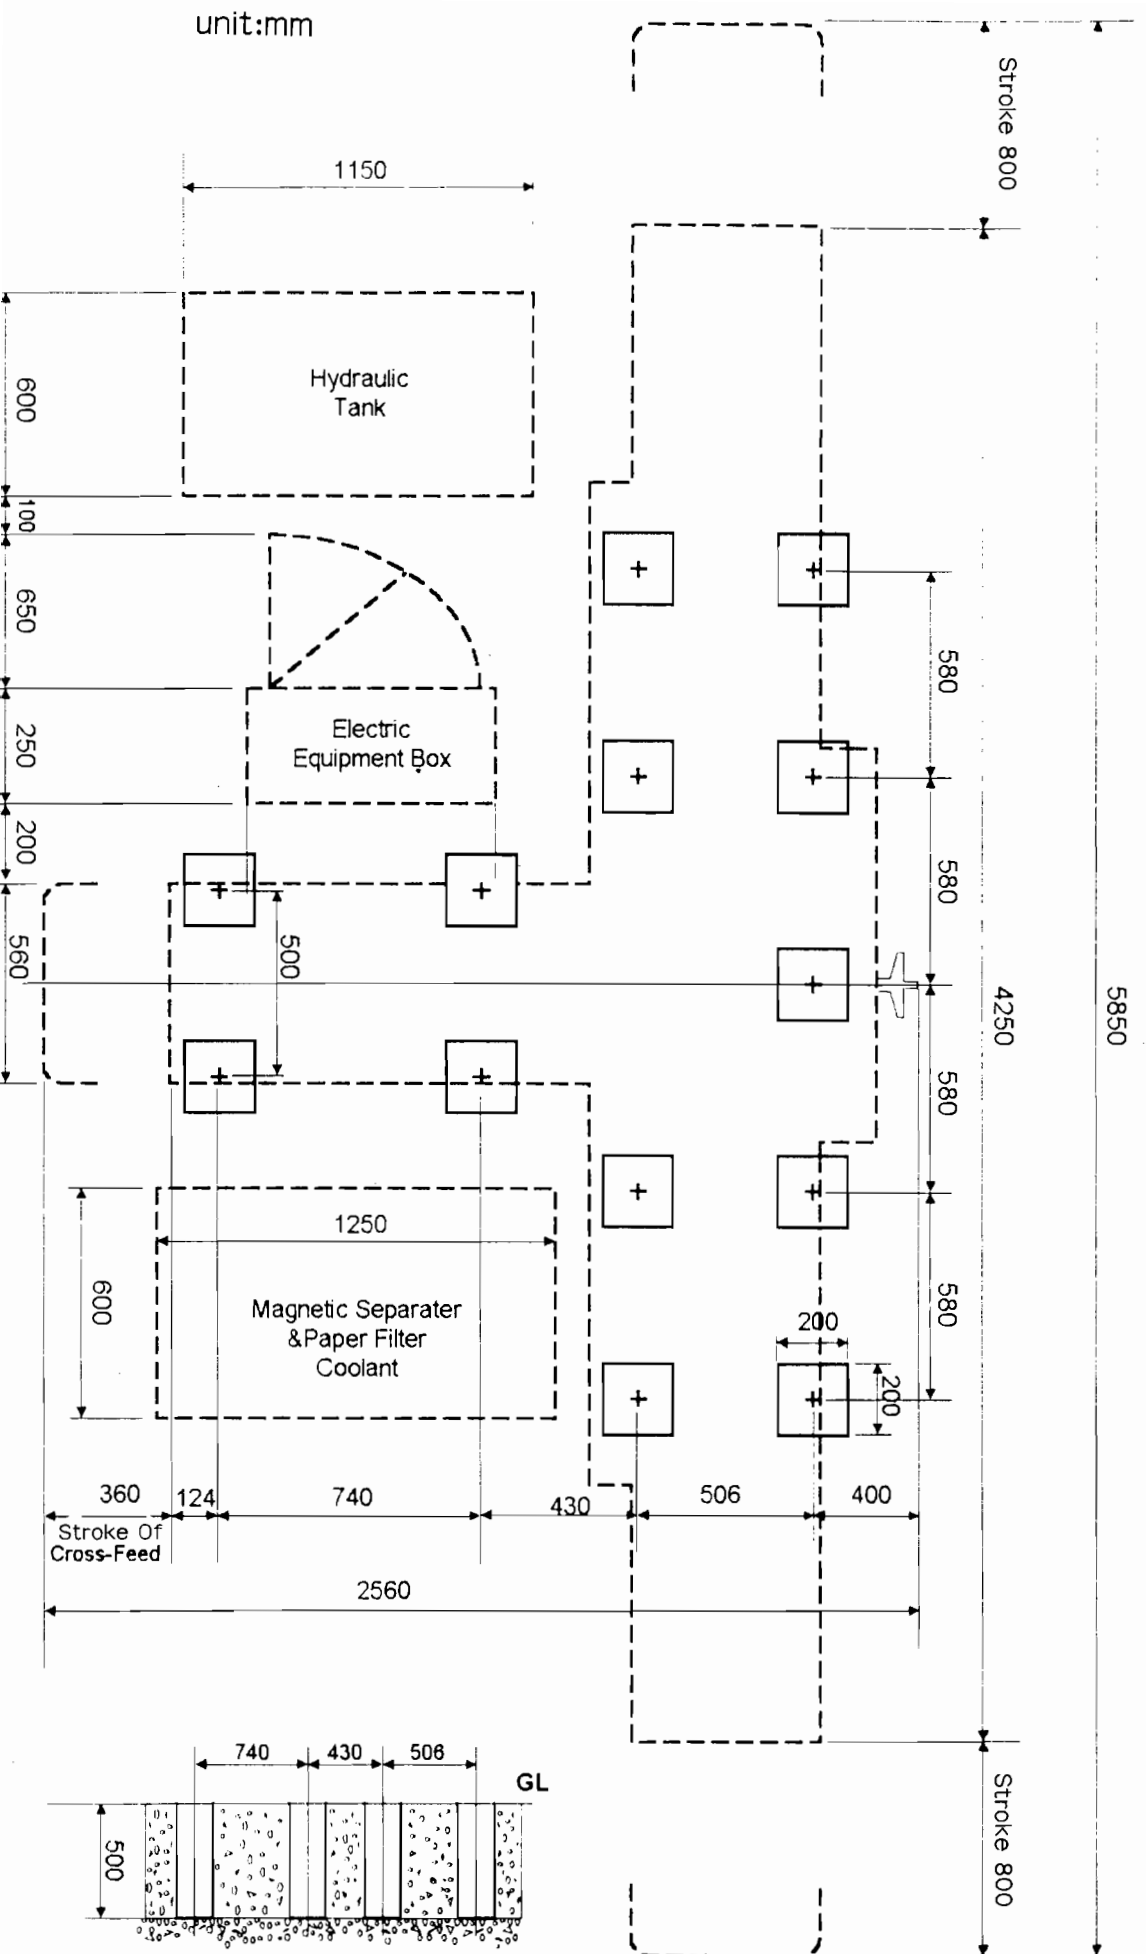 unit:mm
Stroke 800
1150
600
Hydraulic
Tank
100
650
580
250
Electric
Equipment Box
200
580
560
500
4250
5850
580
600
1250
Magnetic Separater
&Paper Filter
Coolant
580
200
200
360
124
740
430
506
400
Stroke Of
Cross-Feed
2560
740
430
506
GL
500
Stroke 800